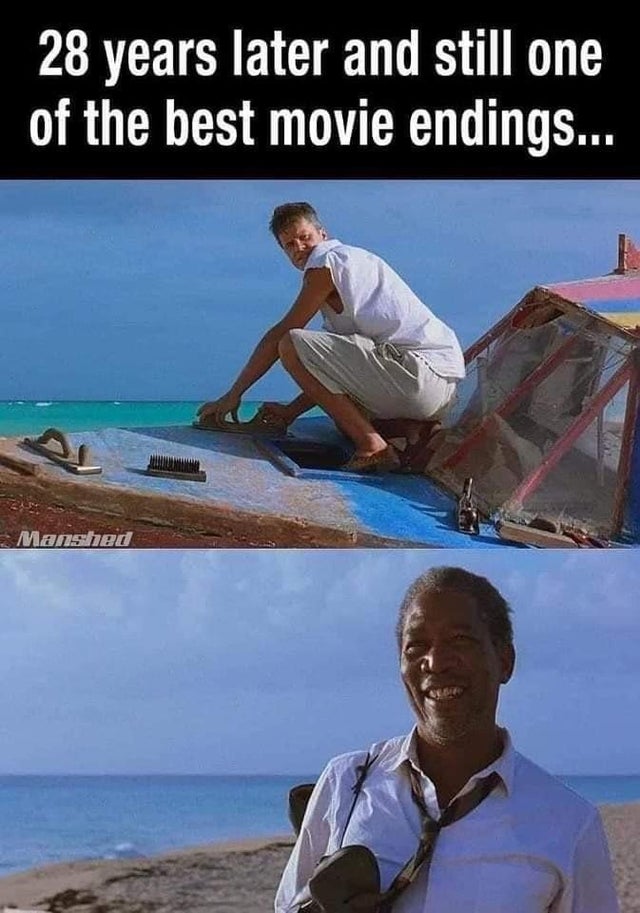 28 years later and still one
of the best movie endings...
Manshed